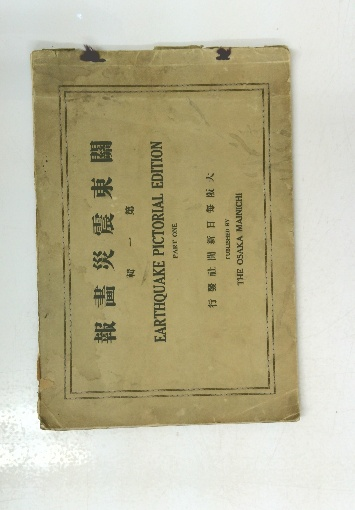 關東震災畫報
第一輯
EARTHQUAKE PICTORIAL EDITION
PART ONE
大阪每日新聞社發行
PUBLISHED BY
THE OSAKA MAINICHI